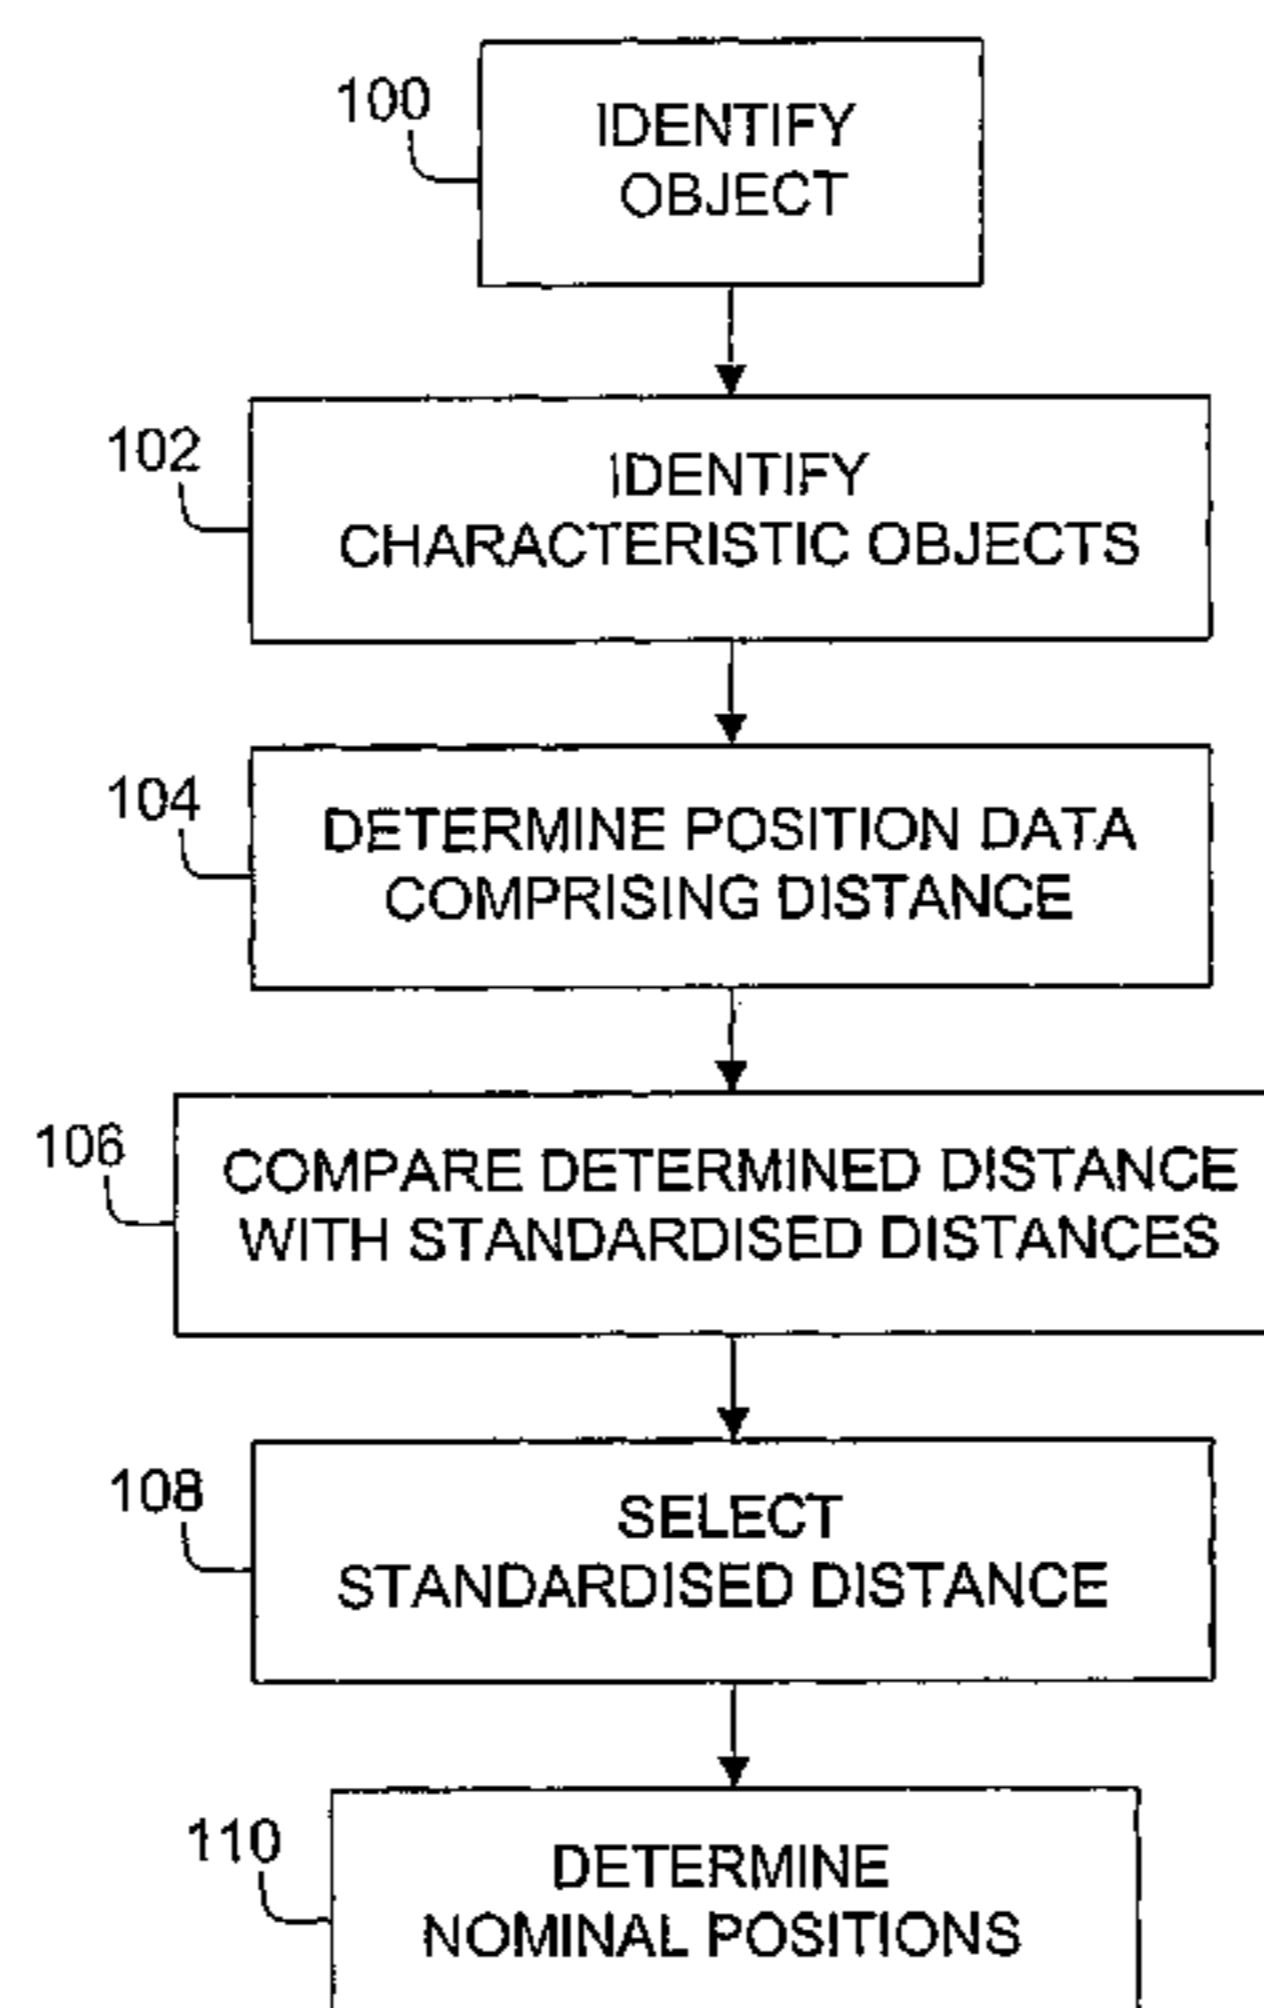 100
IDENTIFY
OBJECT
102
IDENTIFY
CHARACTERISTIC OBJECTS
104
DETERMINE POSITION DATA
COMPRISING DISTANCE
106
COMPARE DETERMINED DISTANCE
WITH STANDARDISED DISTANCES
108
SELECT
STANDARDISED DISTANCE
110
DETERMINE
NOMINAL POSITIONS